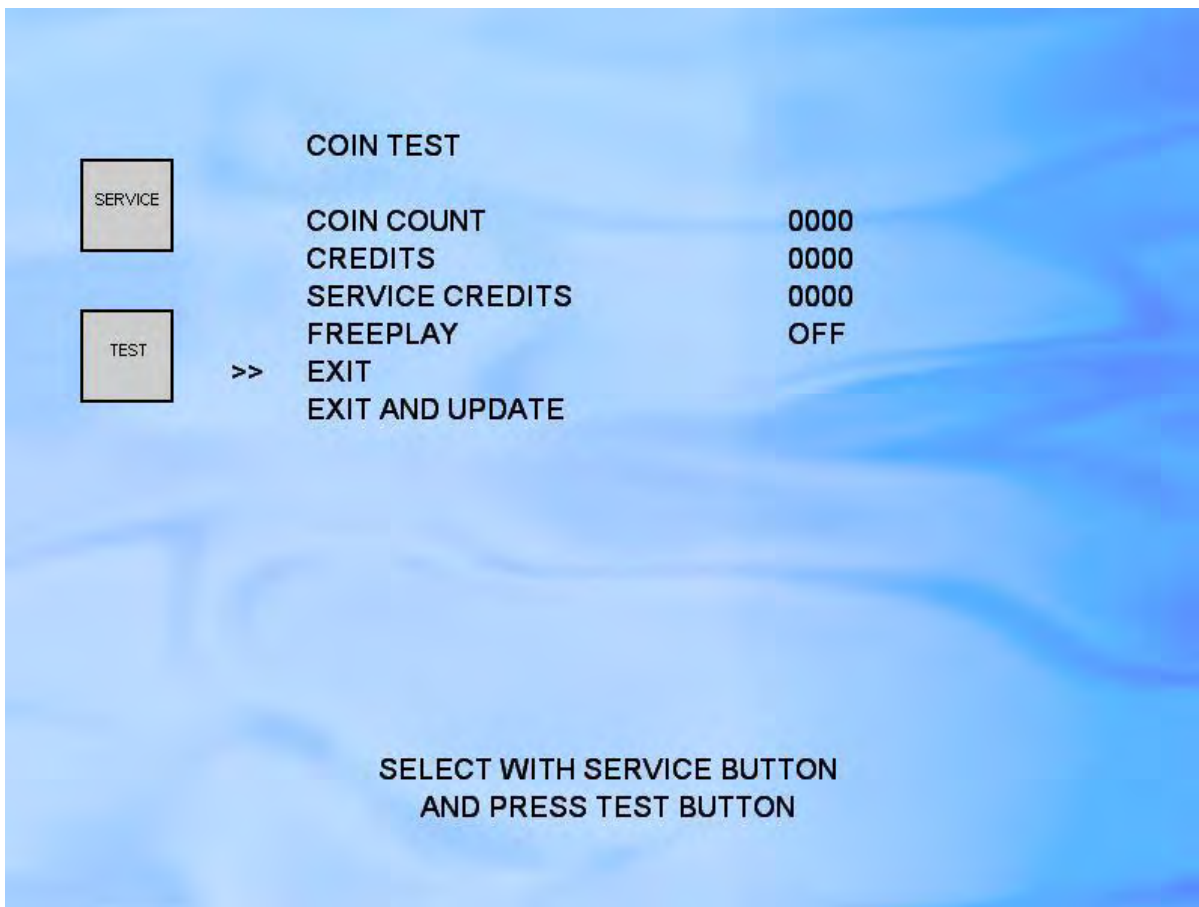 COIN TEST
SERVICE
COIN COUNT 0000
CREDITS 0000
SERVICE CREDITS 0000
FREEPLAY OFF
TEST
>> EXIT
EXIT AND UPDATE
SELECT WITH SERVICE BUTTON
AND PRESS TEST BUTTON